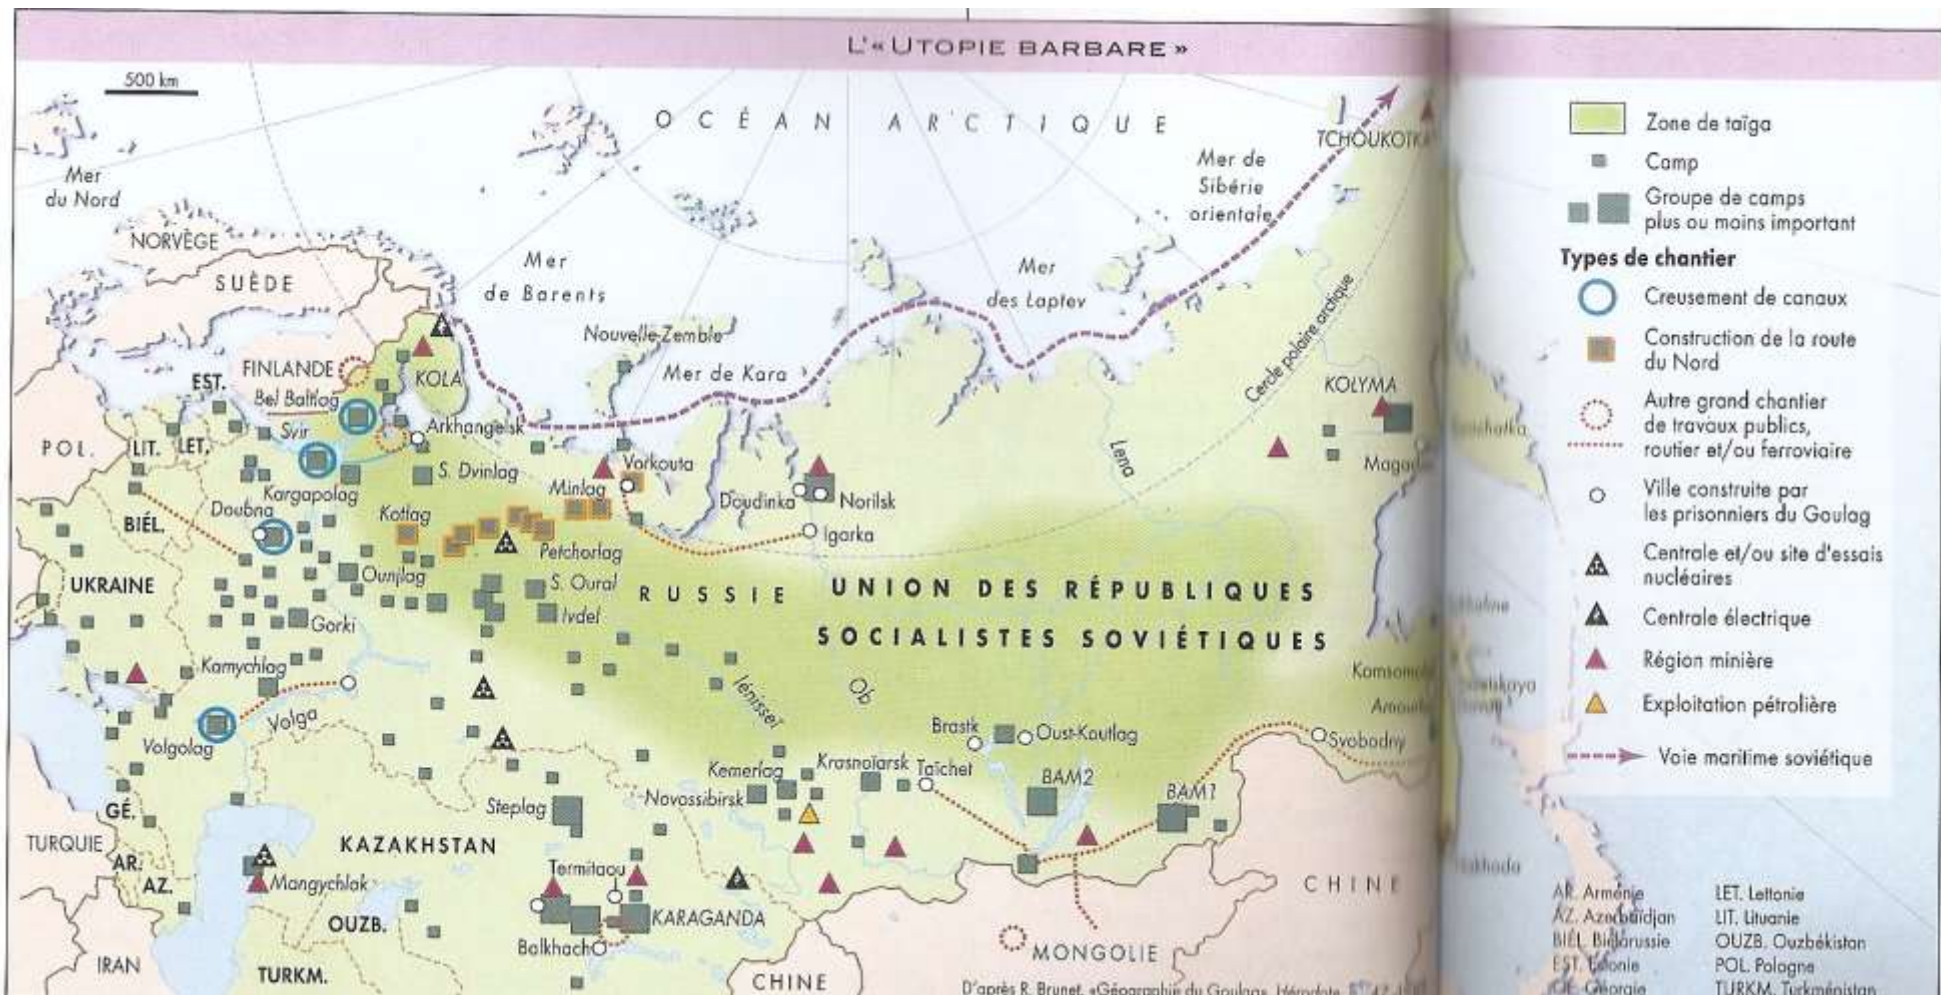 L'« UTOPIE BARBARE »
500 km
OCÉAN ARCTIQUE
TCHOUKOTK
Mer
du Nord
Mer de
Sibérie
orientale
NORVÈGE
SUÈDE
Mer
de Barents
Mer
des Laptev
Cercle polaire arctique
Nouvelle-Zemble
Mer de Kara
FINLANDE
KOLA
EST.
Bel Baltlag
KOLYMA
Svir
Arkhangelsk
POL.
LIT.
LET.
S. Dvinlag
Minlag
Vorkouta
Lena
Magad
Kargapolag
Doudinka
Norilsk
Doubna
BIÉL.
Kotlag
Igarka
Petchorlag
Ounjlag
UKRAINE
S. Oural
RUSSIE
UNION DES RÉPUBLIQUES
SOCIALISTES SOVIÉTIQUES
Ivdel
Gorki
Kamychlag
Iénisseï
Ob
Komsomo
Volga
Volgolag
Brastk
Oust-Koutlag
Svobodny
Kemerlag
Krasnoïarsk
Taïchet
BAM2
BAM1
Novossibirsk
Steplag
GÉ.
TURQUIE
KAZAKHSTAN
AR.
AZ.
Mangychlak
Termitaou
KARAGANDA
CHINE
OUZB.
Balkhach
MONGOLIE
IRAN
TURKM.
CHINE
D'après R. Brunet, «Géographie du Goulag», Hérodote,
Zone de taïga
Camp
Groupe de camps
plus ou moins important
Types de chantier
Creusement de canaux
Construction de la route
du Nord
Autre grand chantier
de travaux publics,
routier et/ou ferroviaire
Ville construite par
les prisonniers du Goulag
Centrale et/ou site d'essais
nucléaires
Centrale électrique
Région minière
Exploitation pétrolière
Voie maritime soviétique
AR. Arménie
AZ. Azerbaïdjan
BIÉL. Biélorussie
EST. Estonie
GÉ. Géorgie
LET. Lettonie
LIT. Lituanie
OUZB. Ouzbékistan
POL. Pologne
TURKM. Turkménistan